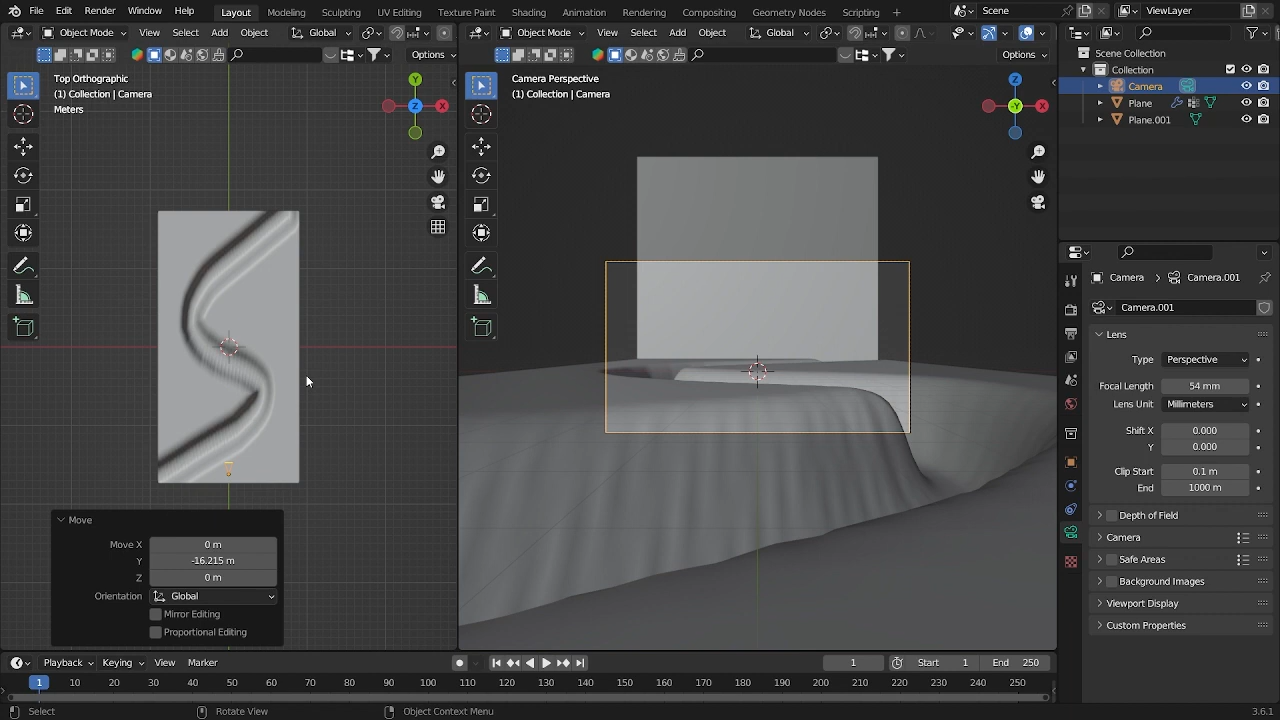 File Edit Render Window Help Layout Modeling Sculpting UV Editing Texture Paint Shading Animation Rendering Compositing Geometry Nodes Scripting + Scene ViewLayer
Object Mode View Select Add Object Global
Object Mode View Select Add Object Global
Options
Options
Top Orthographic
(1) Collection | Camera
Meters
Y
Z
X
Camera Perspective
(1) Collection | Camera
Z
-Y
X
Scene Collection
Collection
Camera
Plane
Plane.001
Camera > Camera.001
Camera.001
Lens
Type Perspective
Focal Length 54 mm
Lens Unit Millimeters
Shift X 0.000
Y 0.000
Clip Start 0.1 m
End 1000 m
Depth of Field
Camera
Safe Areas
Background Images
Viewport Display
Custom Properties
Move
Move X 0 m
Y -16.215 m
Z 0 m
Orientation Global
Mirror Editing
Proportional Editing
Playback Keying View Marker 1 Start 1 End 250
1 10 20 30 40 50 60 70 80 90 100 110 120 130 140 150 160 170 180 190 200 210 220 230 240 250
Select Rotate View Object Context Menu 3.6.1